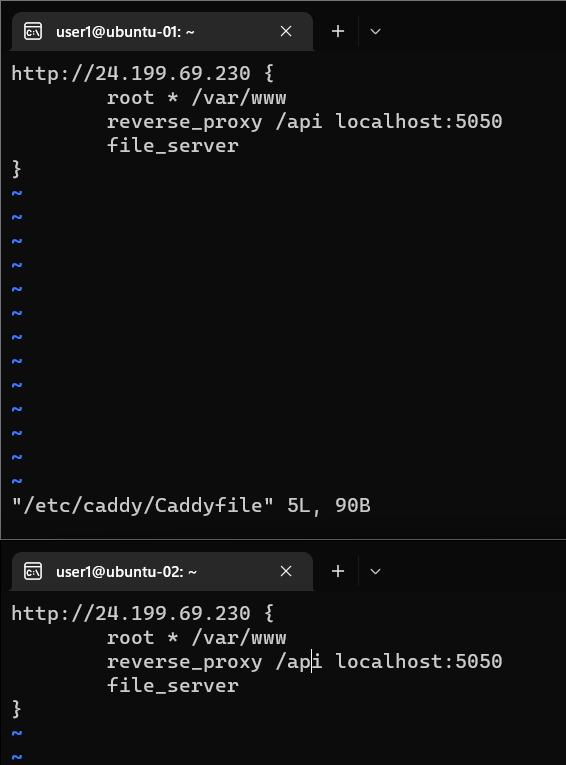 user1@ubuntu-01: ~
http://24.199.69.230 {
        root * /var/www
        reverse_proxy /api localhost:5050
        file_server
}
~
~
~
~
~
~
~
~
~
~
~
~
~
"/etc/caddy/Caddyfile" 5L, 90B
user1@ubuntu-02: ~
http://24.199.69.230 {
        root * /var/www
        reverse_proxy /api localhost:5050
        file_server
}
~
~